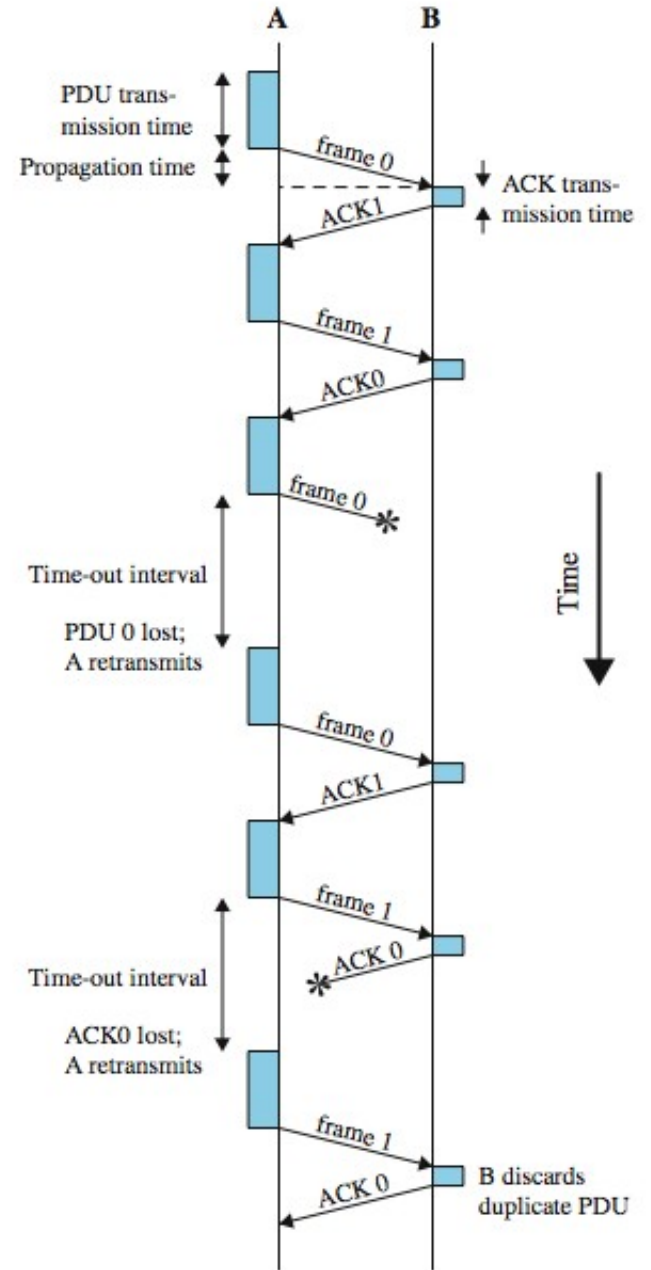 A
B
PDU trans-
mission time
Propagation time
frame 0
ACK trans-
mission time
ACK1
frame 1
ACK0
frame 0
Time-out interval
Time
PDU 0 lost;
A retransmits
frame 0
ACK1
frame 1
ACK 0
Time-out interval
ACK0 lost;
A retransmits
frame 1
B discards
duplicate PDU
ACK 0